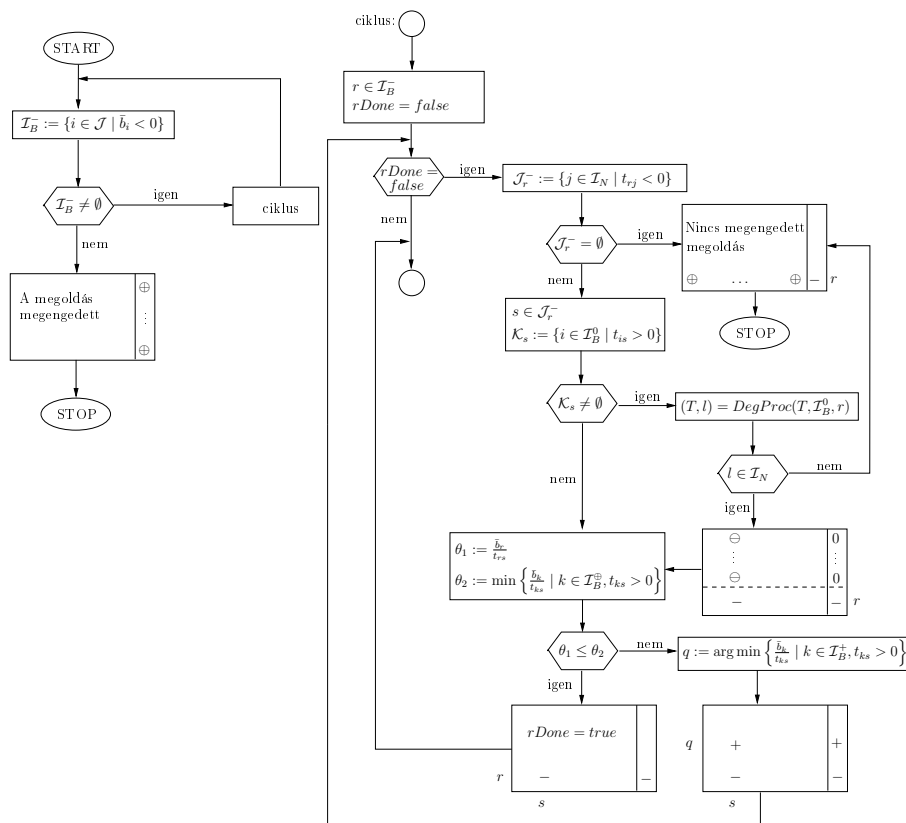 START
$\mathcal{I}_B^- := \{i \in \mathcal{J} \mid \bar{b}_i < 0\}$
$\mathcal{I}_B^- \neq \emptyset$
igen
ciklus
nem
A megoldás
megengedett
⊕
⋮
⊕
STOP
ciklus:
$r \in \mathcal{I}_B^-$
$rDone = false$
$rDone =$
$false$
igen
nem
$\mathcal{J}_r^- := \{j \in \mathcal{I}_N \mid t_{rj} < 0\}$
$\mathcal{J}_r^- = \emptyset$
igen
nem
Nincs megengedett
megoldás
⊕ … ⊕ − r
STOP
$s \in \mathcal{J}_r^-$
$\mathcal{K}_s := \{i \in \mathcal{I}_B^0 \mid t_{is} > 0\}$
$\mathcal{K}_s \neq \emptyset$
igen
nem
$(T, l) = DegProc(T, \mathcal{I}_B^0, r)$
$l \in \mathcal{I}_N$
nem
igen
⊖ 0
⋮ ⋮
⊖ 0
− − r
$\theta_1 := \frac{\bar{b}_r}{t_{rs}}$
$\theta_2 := \min \left\{ \frac{\bar{b}_k}{t_{ks}} \mid k \in \mathcal{I}_B^{\oplus}, t_{ks} > 0 \right\}$
$\theta_1 \leq \theta_2$
nem
igen
$q := \arg\min \left\{ \frac{\bar{b}_k}{t_{ks}} \mid k \in \mathcal{I}_B^+, t_{ks} > 0 \right\}$
$rDone = true$
r − −
s
q + +
− −
s